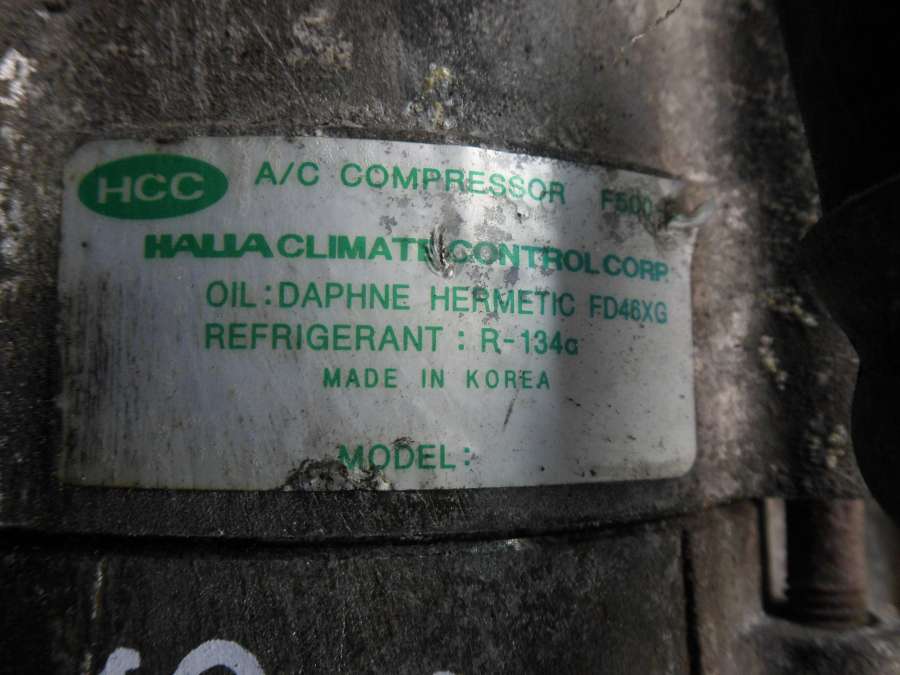 HCC A/C COMPRESSOR F500
HALLA CLIMATE CONTROL CORP.
OIL:DAPHNE HERMETIC FD46XG
REFRIGERANT : R-134a
MADE IN KOREA
MODEL: